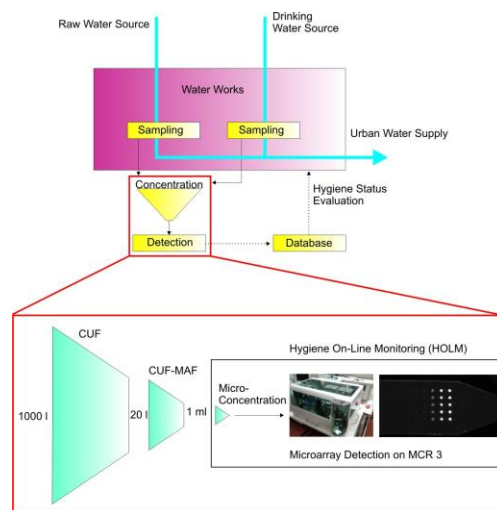 Raw Water Source
Drinking
Water Source
Water Works
Sampling
Sampling
Urban Water Supply
Concentration
Hygiene Status
Evaluation
Detection
Database
CUF
CUF-MAF
Hygiene On-Line Monitoring (HOLM)
Micro-
Concentration
1000 l
20 l
1 ml
Microarray Detection on MCR 3